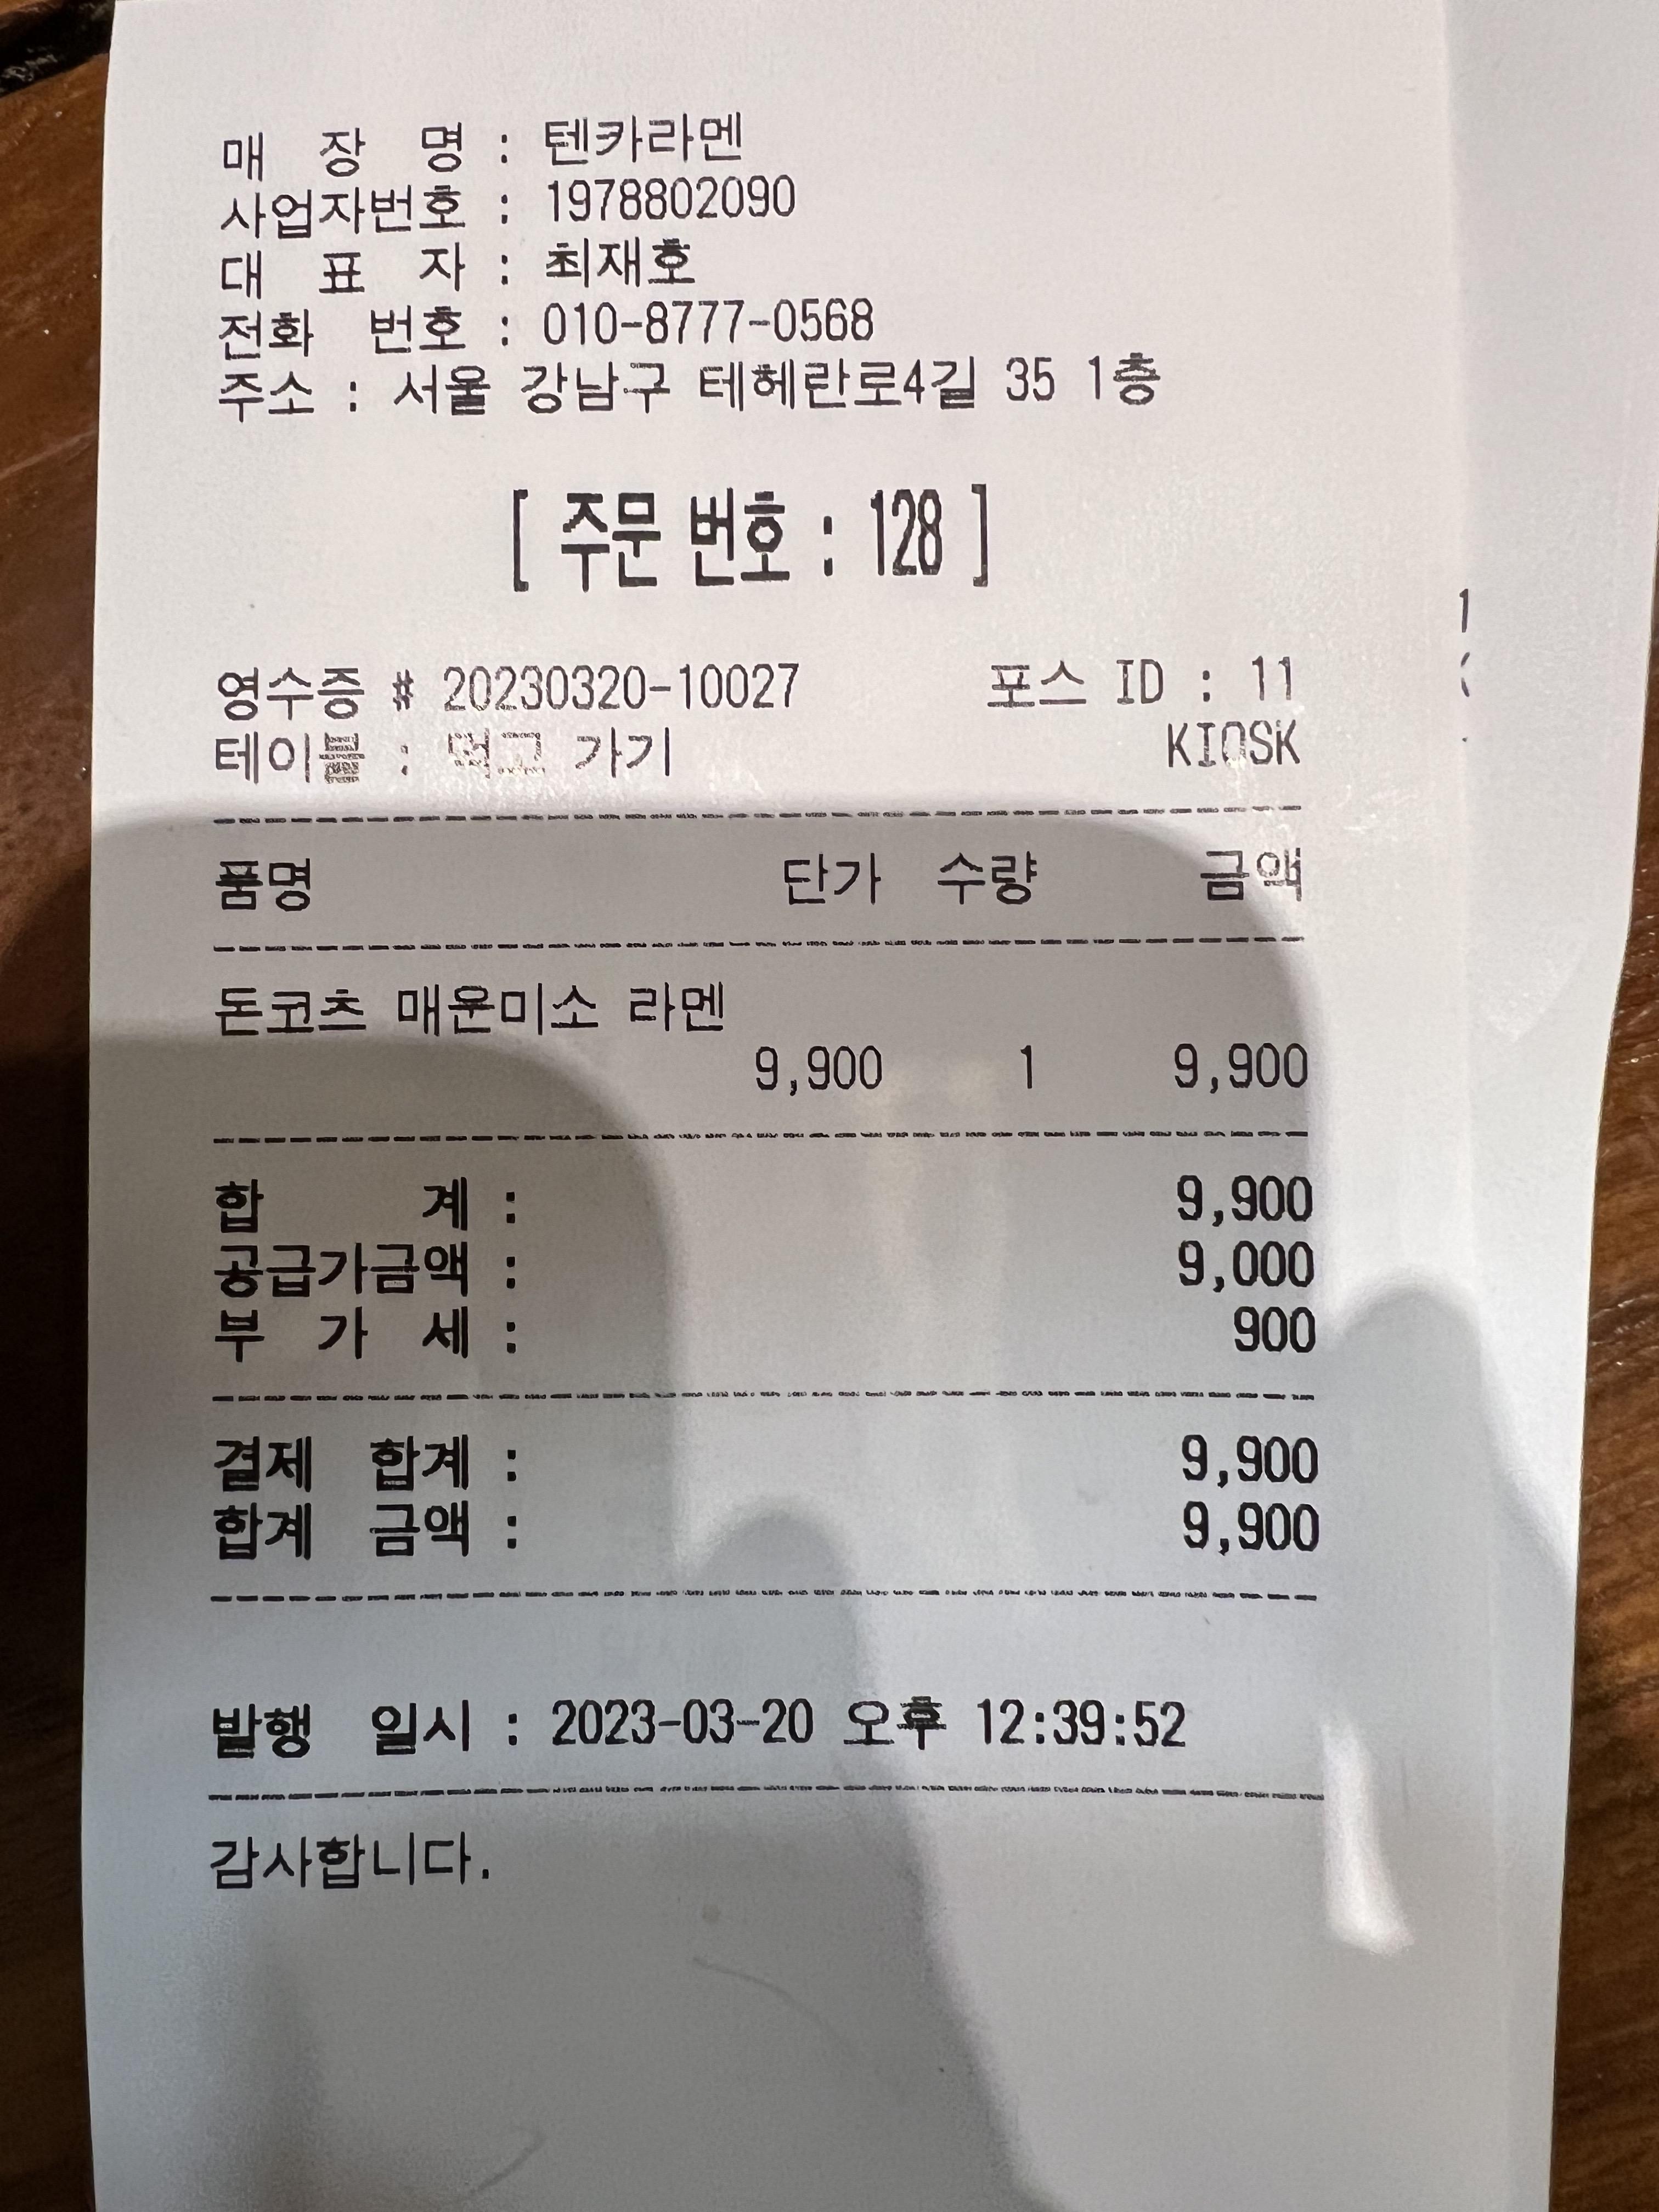 매 장 명 : 텐카라멘
사업자번호 : 1978802090
대 표 자 : 최재호
전화 번호 : 010-8777-0568
주소 : 서울 강남구 테헤란로4길 35 1층
[ 주문 번호 : 128 ]
영수증 # 20230320-10027 포스 ID : 11
테이블 : 먹고 가기 KIOSK
품명 단가 수량 금액
돈코츠 매운미소 라멘
9,900 1 9,900
합 계 : 9,900
공급가금액 : 9,000
부 가 세 : 900
결제 합계 : 9,900
합계 금액 : 9,900
발행 일시 : 2023-03-20 오후 12:39:52
감사합니다.